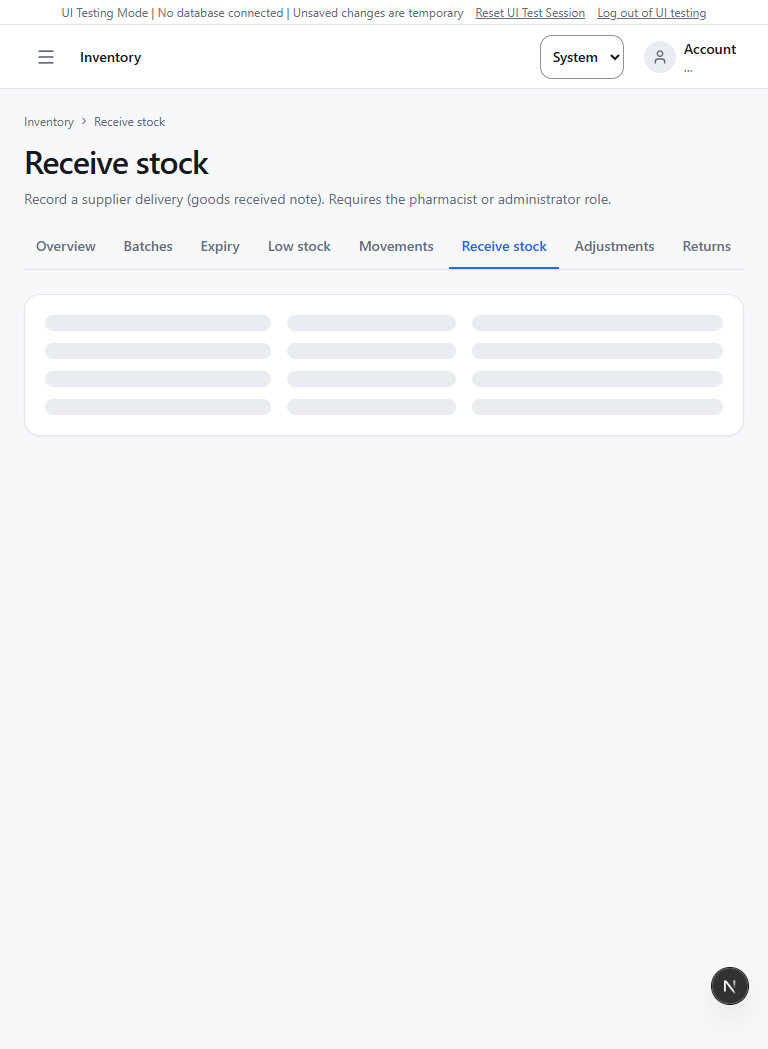 UI Testing Mode | No database connected | Unsaved changes are temporary Reset UI Test Session Log out of UI testing
Inventory System Account
...
Inventory > Receive stock
Receive stock
Record a supplier delivery (goods received note). Requires the pharmacist or administrator role.
Overview Batches Expiry Low stock Movements Receive stock Adjustments Returns
N